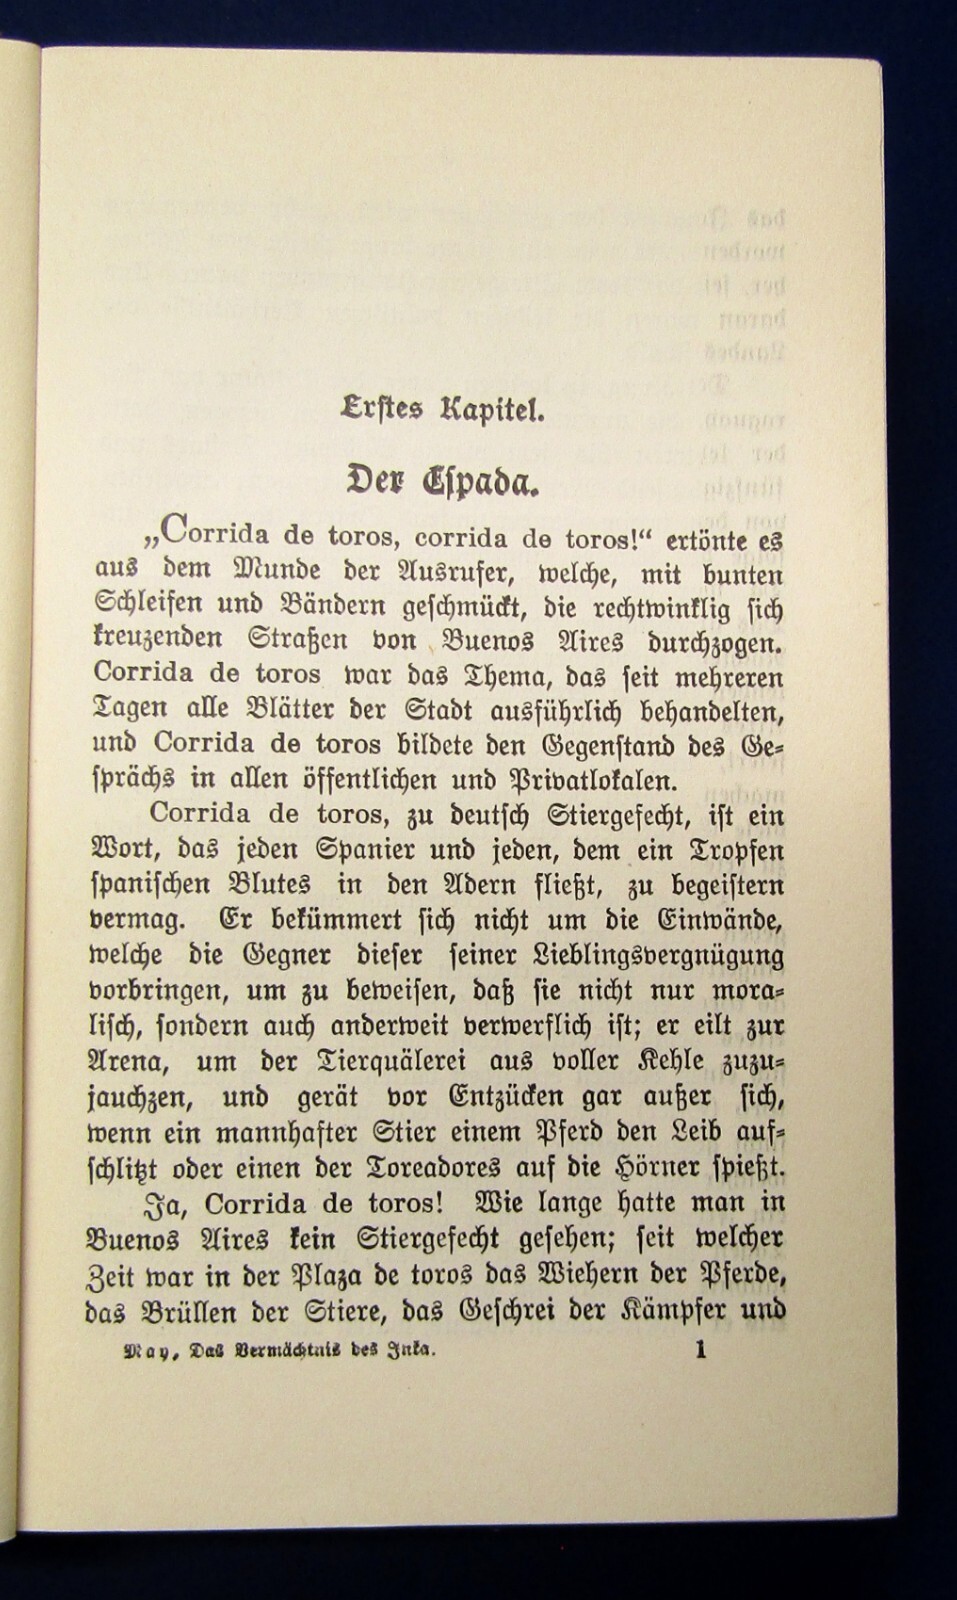 Erstes Kapitel.
Der Espada.
„Corrida de toros, corrida de toros!“ ertönte es
aus dem Munde der Ausrufer, welche, mit bunten
Schleifen und Bändern geschmückt, die rechtwinklig sich
kreuzenden Straßen von Buenos Aires durchzogen.
Corrida de toros war das Thema, das seit mehreren
Tagen alle Blätter der Stadt ausführlich behandelten,
und Corrida de toros bildete den Gegenstand des Ge-
sprächs in allen öffentlichen und Privatlokalen.
Corrida de toros, zu deutsch Stiergefecht, ist ein
Wort, das jeden Spanier und jeden, dem ein Tropfen
spanischen Blutes in den Adern fließt, zu begeistern
vermag. Er bekümmert sich nicht um die Einwände,
welche die Gegner dieser seiner Lieblingsvergnügung
vorbringen, um zu beweisen, daß sie nicht nur mora-
lisch, sondern auch anderweit verwerflich ist; er eilt zur
Arena, um der Tierquälerei aus voller Kehle zuzu-
jauchzen, und gerät vor Entzücken gar außer sich,
wenn ein mannhafter Stier einem Pferd den Leib auf-
schlitzt oder einen der Toreadores auf die Hörner spießt.
Ja, Corrida de toros! Wie lange hatte man in
Buenos Aires kein Stiergefecht gesehen; seit welcher
Zeit war in der Plaza de toros das Wiehern der Pferde,
das Brüllen der Stiere, das Geschrei der Kämpfer und
May, Das Vermächtnis des Inka. 1